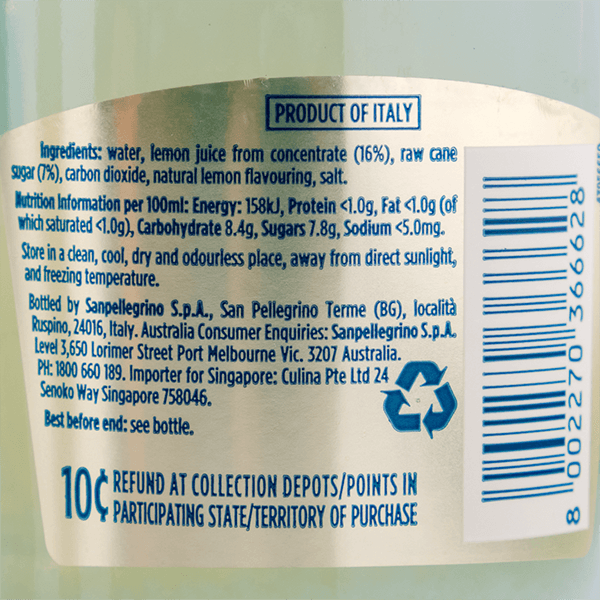 PRODUCT OF ITALY
Ingredients: water, lemon juice from concentrate (16%), raw cane
sugar (7%), carbon dioxide, natural lemon flavouring, salt.
Nutrition Information per 100ml: Energy: 158kJ, Protein <1.0g, Fat <1.0g (of
which saturated <1.0g), Carbohydrate 8.4g, Sugars 7.8g, Sodium <5.0mg.
Store in a clean, cool, dry and odourless place, away from direct sunlight,
and freezing temperature.
Bottled by Sanpellegrino S.p.A., San Pellegrino Terme (BG), località
Ruspino, 24016, Italy. Australia Consumer Enquiries: Sanpellegrino S.p.A.
Level 3,650 Lorimer Street Port Melbourne Vic. 3207 Australia.
PH: 1800 660 189. Importer for Singapore: Culina Pte Ltd 24
Senoko Way Singapore 758046.
Best before end: see bottle.
10¢ REFUND AT COLLECTION DEPOTS/POINTS IN
PARTICIPATING STATE/TERRITORY OF PURCHASE
8 002270 366628